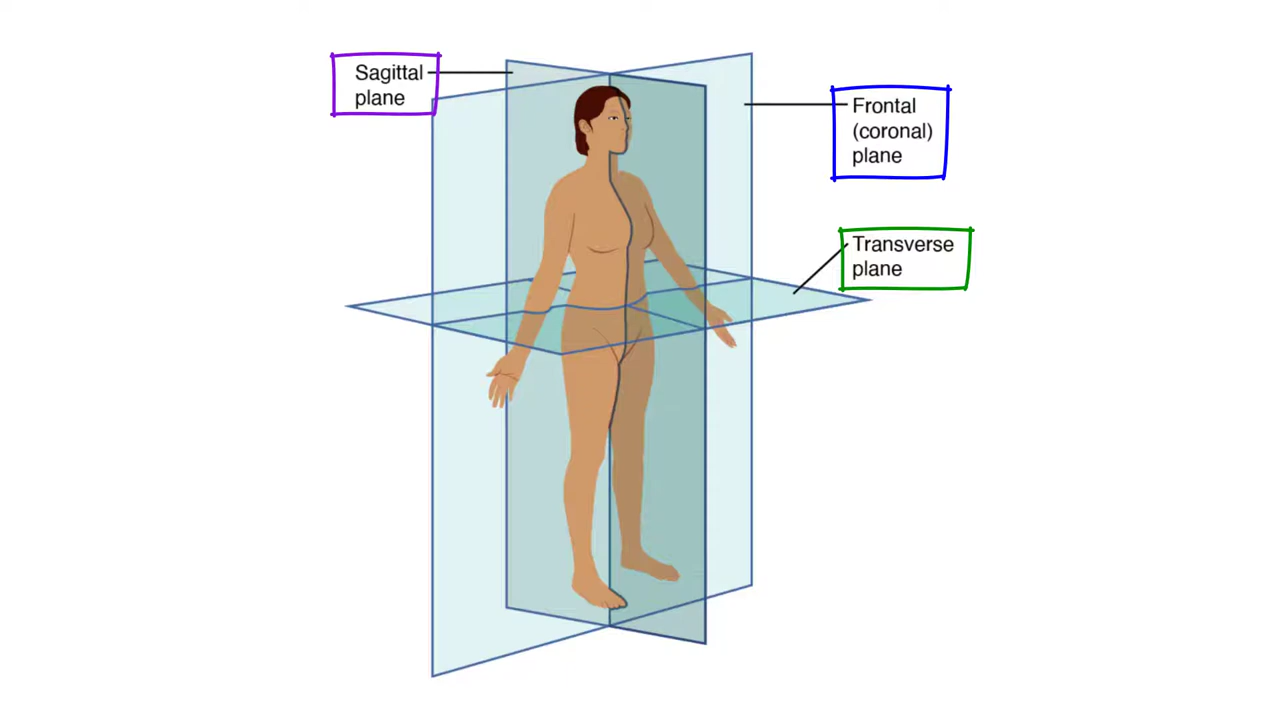 Sagittal
plane
Frontal
(coronal)
plane
Transverse
plane